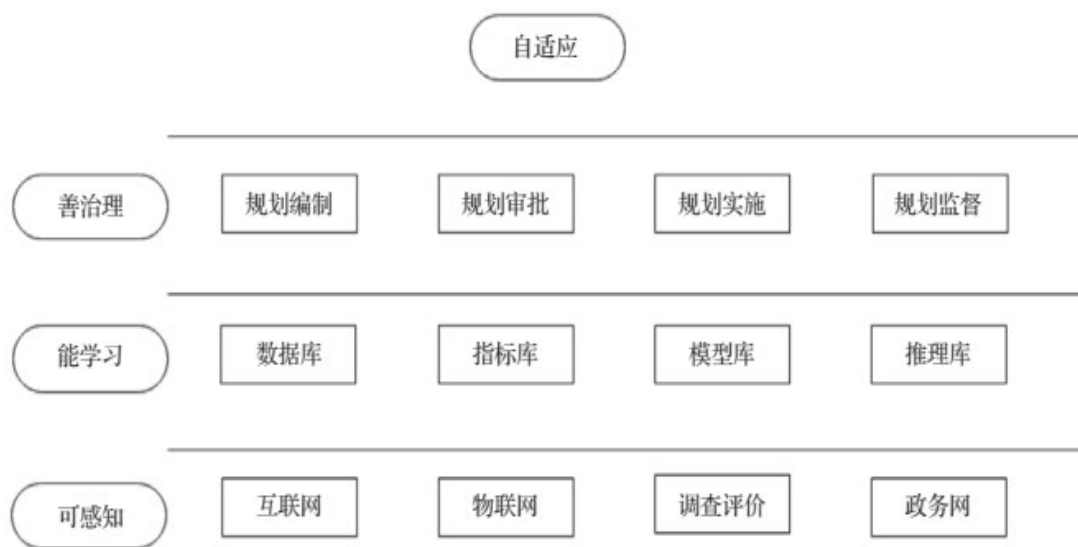 自适应
善治理 规划编制 规划审批 规划实施 规划监督
能学习 数据库 指标库 模型库 推理库
可感知 互联网 物联网 调查评价 政务网